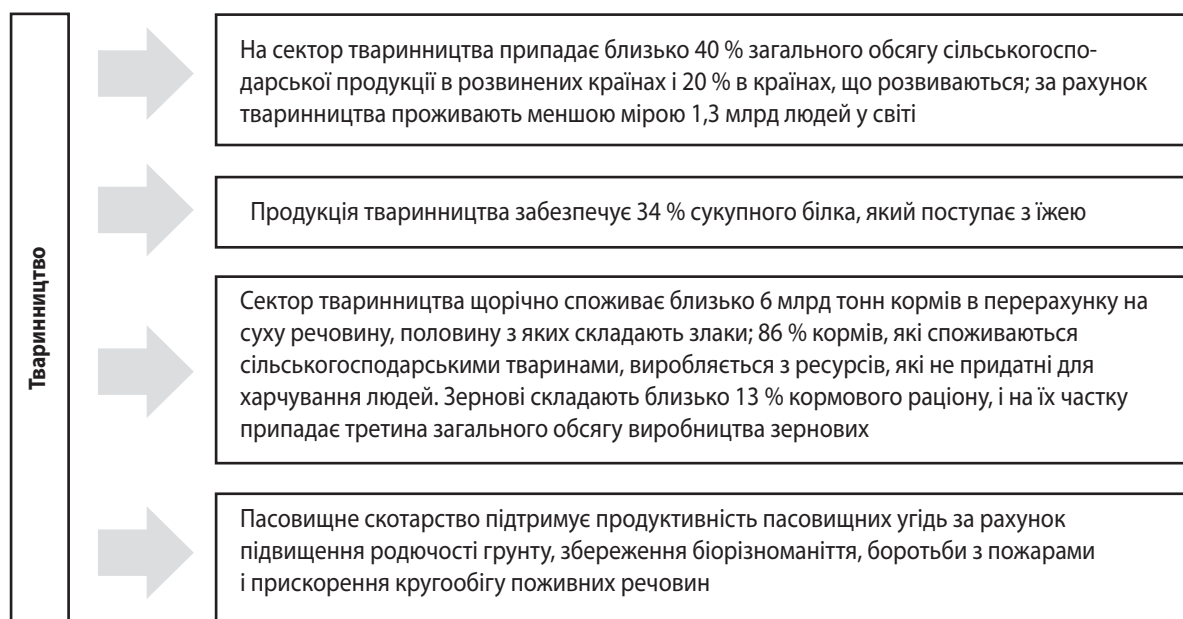 Тваринництво
На сектор тваринництва припадає близько 40 % загального обсягу сільськогоспо-
дарської продукції в розвинених країнах і 20 % в країнах, що розвиваються; за рахунок
тваринництва проживають меншою мірою 1,3 млрд людей у світі
Продукція тваринництва забезпечує 34 % сукупного білка, який поступає з їжею
Сектор тваринництва щорічно споживає близько 6 млрд тонн кормів в перерахунку на
суху речовину, половину з яких складають злаки; 86 % кормів, які споживаються
сільськогосподарськими тваринами, виробляється з ресурсів, які не придатні для
харчування людей. Зернові складають близько 13 % кормового раціону, і на їх частку
припадає третина загального обсягу виробництва зернових
Пасовищне скотарство підтримує продуктивність пасовищних угідь за рахунок
підвищення родючості грунту, збереження біорізноманіття, боротьби з пожарами
і прискорення кругообігу поживних речовин